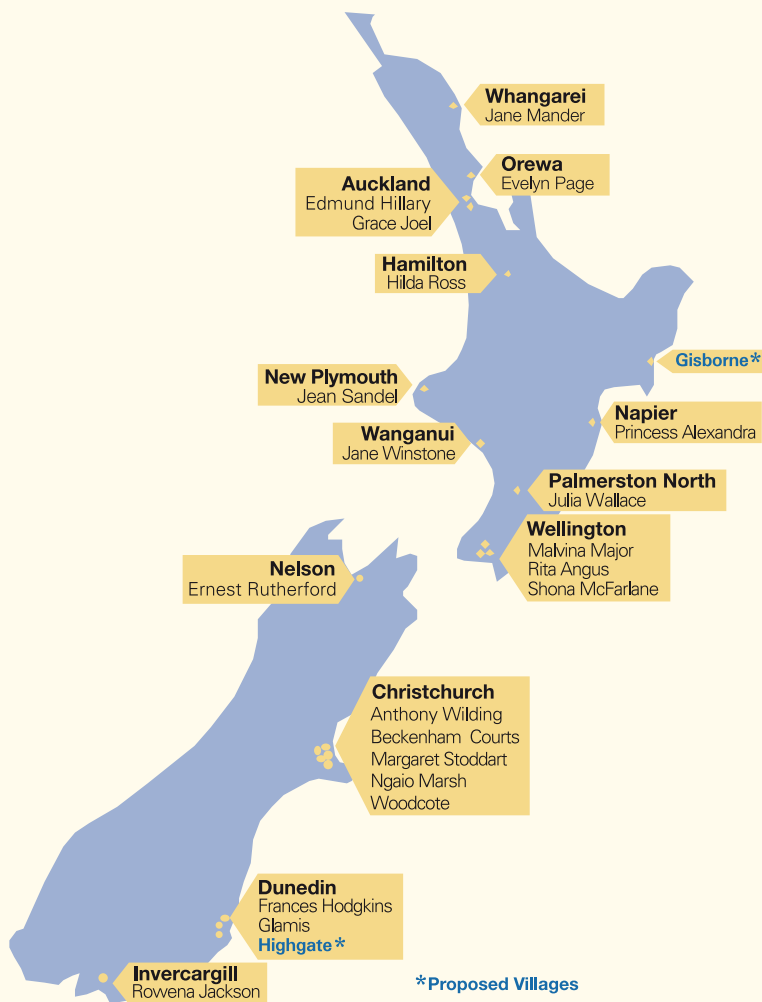 Whangarei
Jane Mander
Orewa
Evelyn Page
Auckland
Edmund Hillary
Grace Joel
Hamilton
Hilda Ross
Gisborne*
New Plymouth
Jean Sandel
Napier
Princess Alexandra
Wanganui
Jane Winstone
Palmerston North
Julia Wallace
Wellington
Malvina Major
Rita Angus
Shona McFarlane
Nelson
Ernest Rutherford
Christchurch
Anthony Wilding
Beckenham Courts
Margaret Stoddart
Ngaio Marsh
Woodcote
Dunedin
Frances Hodgkins
Glamis
Highgate*
Invercargill
Rowena Jackson
*Proposed Villages